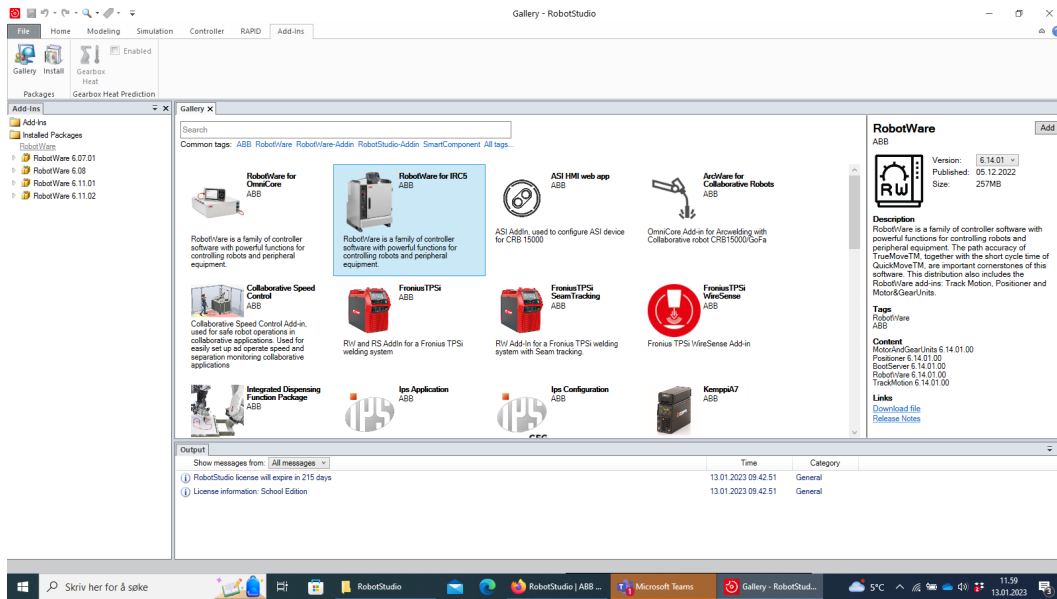 Gallery - RobotStudio
File Home Modeling Simulation Controller RAPID Add-Ins
Gallery Install Gearbox Heat Enabled
Packages Gearbox Heat Prediction
Add-Ins
Add-Ins
Installed Packages
RobotWare
RobotWare 6.07.01
RobotWare 6.08
RobotWare 6.11.01
RobotWare 6.11.02
Gallery X
Search
Common tags: ABB RobotWare RobotWare-Addin RobotStudio-Addin SmartComponent All tags...
RobotWare for
OmniCore
ABB
RobotWare is a family of controller
software with powerful functions for
controlling robots and peripheral
equipment.
RobotWare for IRC5
ABB
RobotWare is a family of controller
software with powerful functions for
controlling robots and peripheral
equipment.
ASI HMI web app
ABB
ASI AddIn, used to configure ASI device
for CRB 15000
ArcWare for
Collaborative Robots
ABB
OmniCore Add-in for Arcwelding with
Collaborative robot CRB15000/GoFa
Collaborative Speed
Control
ABB
Collaborative Speed Control Add-in,
used for safe robot operations in
collaborative applications. Used for
easily set up ad operate speed and
separation monitoring collaborative
applications
FroniusTPSi
ABB
RW and RS AddIn for a Fronius TPSi
welding system
FroniusTPSi
SeamTracking
ABB
RW Add-In for a Fronius TPSi welding
system with Seam tracking.
FroniusTPSi
WireSense
ABB
Fronius TPSi WireSense Add-in
Integrated Dispensing
Function Package
ABB
Ips Application
ABB
IPS
Ips Configuration
ABB
IPS
CFG
KemppiA7
ABB
RobotWare
Add
ABB
RW
Version: 6.14.01
Published: 05.12.2022
Size: 257MB
Description
RobotWare is a family of controller software with
powerful functions for controlling robots and
peripheral equipment. The path accuracy of
TrueMoveTM, together with the short cycle time of
QuickMoveTM, are important cornerstones of this
software. This distribution also includes the
RobotWare add-ins: Track Motion, Positioner and
Motor&GearUnits.
Tags
RobotWare
ABB
Content
MotorAndGearUnits 6.14.01.00
Positioner 6.14.01.00
BootServer 6.14.01.00
RobotWare 6.14.01.00
TrackMotion 6.14.01.00
Links
Download file
Release Notes
Output
Show messages from: All messages Time Category
RobotStudio license will expire in 215 days 13.01.2023 09.42.51 General
License information: School Edition 13.01.2023 09.42.51 General
Skriv her for å søke RobotStudio RobotStudio | ABB ... Microsoft Teams Gallery - RobotStud... 5°C 11.59
13.01.2023
3